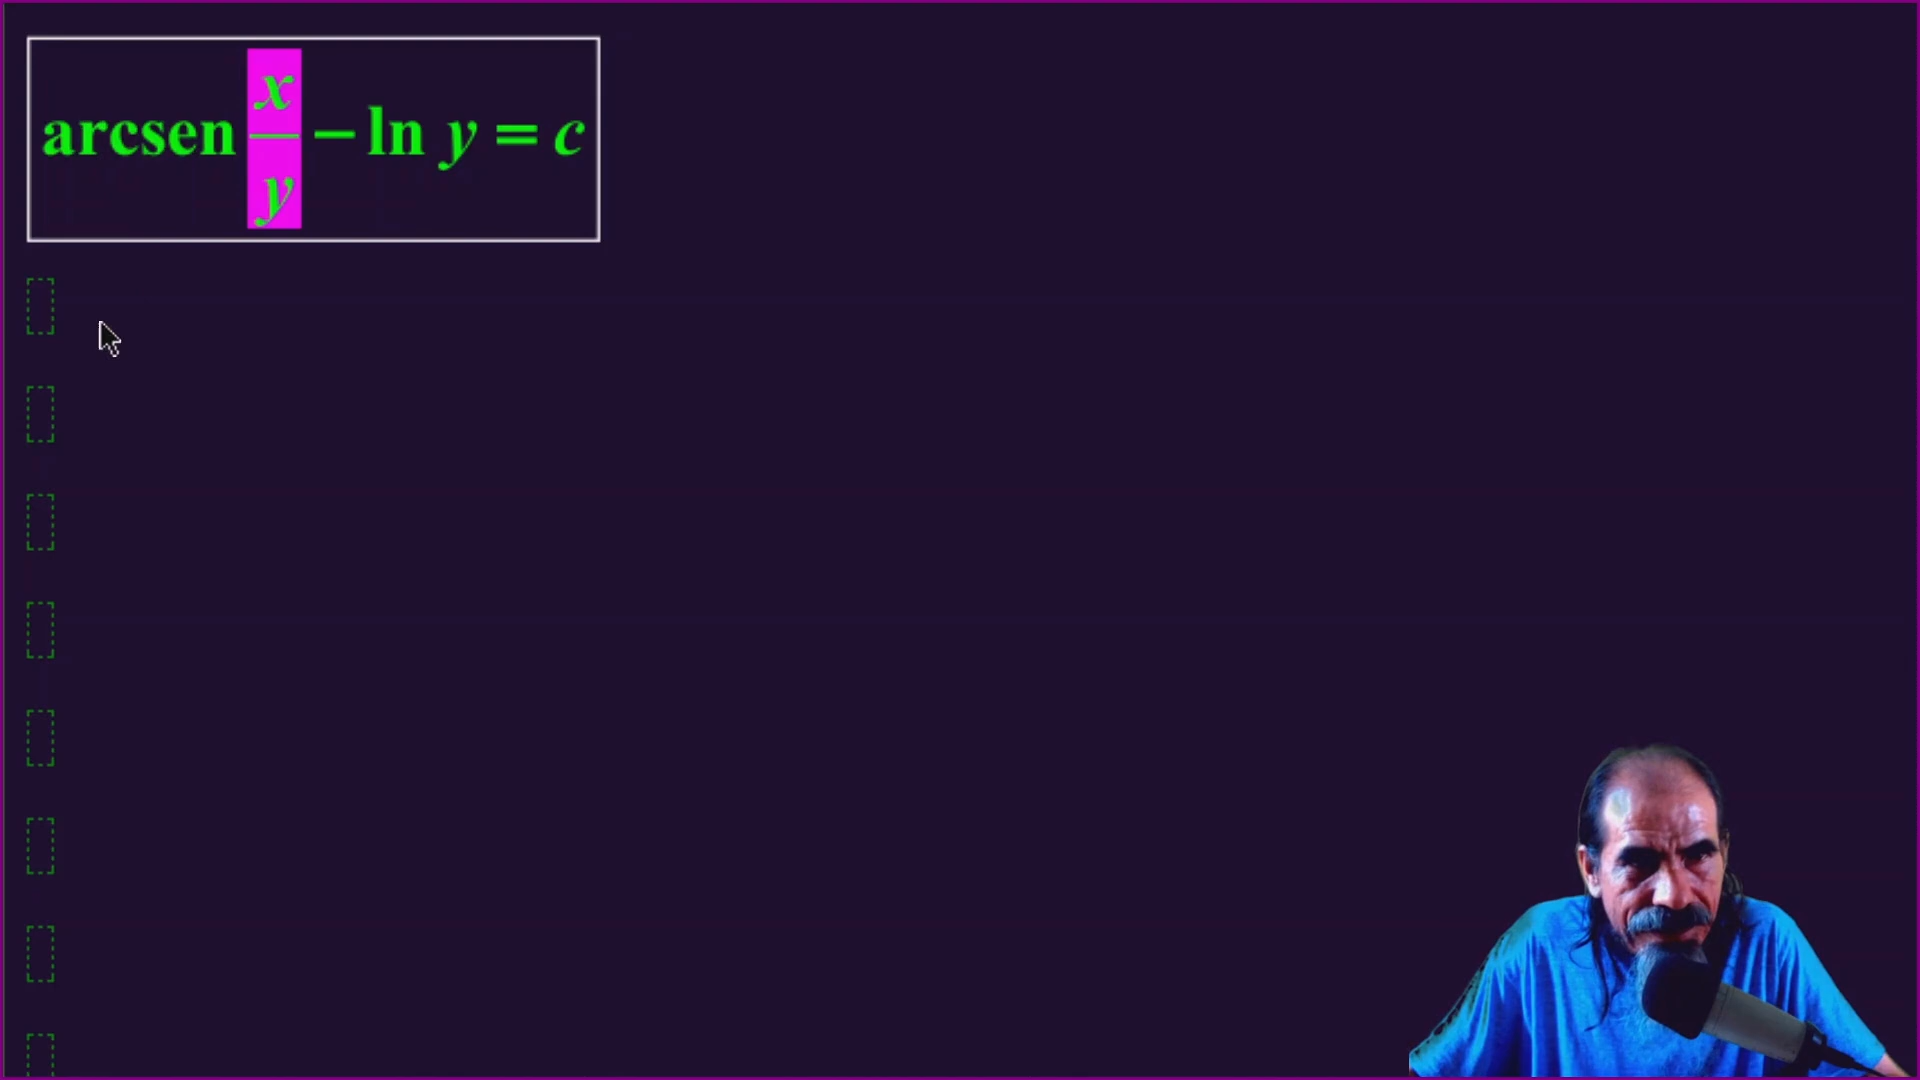 arcsen x/y − ln y = c